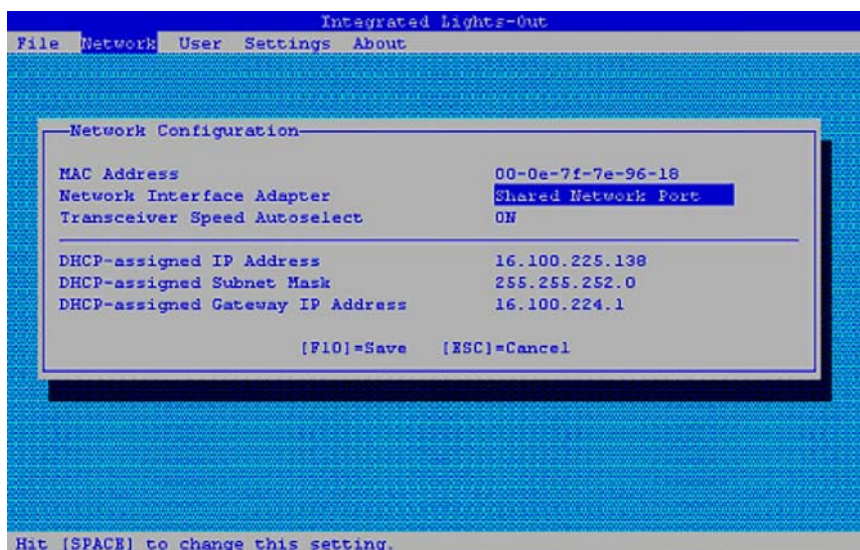 Integrated Lights-Out
File Network User Settings About
Network Configuration
MAC Address 00-0e-7f-7e-96-18
Network Interface Adapter Shared Network Port
Transceiver Speed Autoselect ON
DHCP-assigned IP Address 16.100.225.138
DHCP-assigned Subnet Mask 255.255.252.0
DHCP-assigned Gateway IP Address 16.100.224.1
[F10]=Save [ESC]=Cancel
Hit [SPACE] to change this setting.